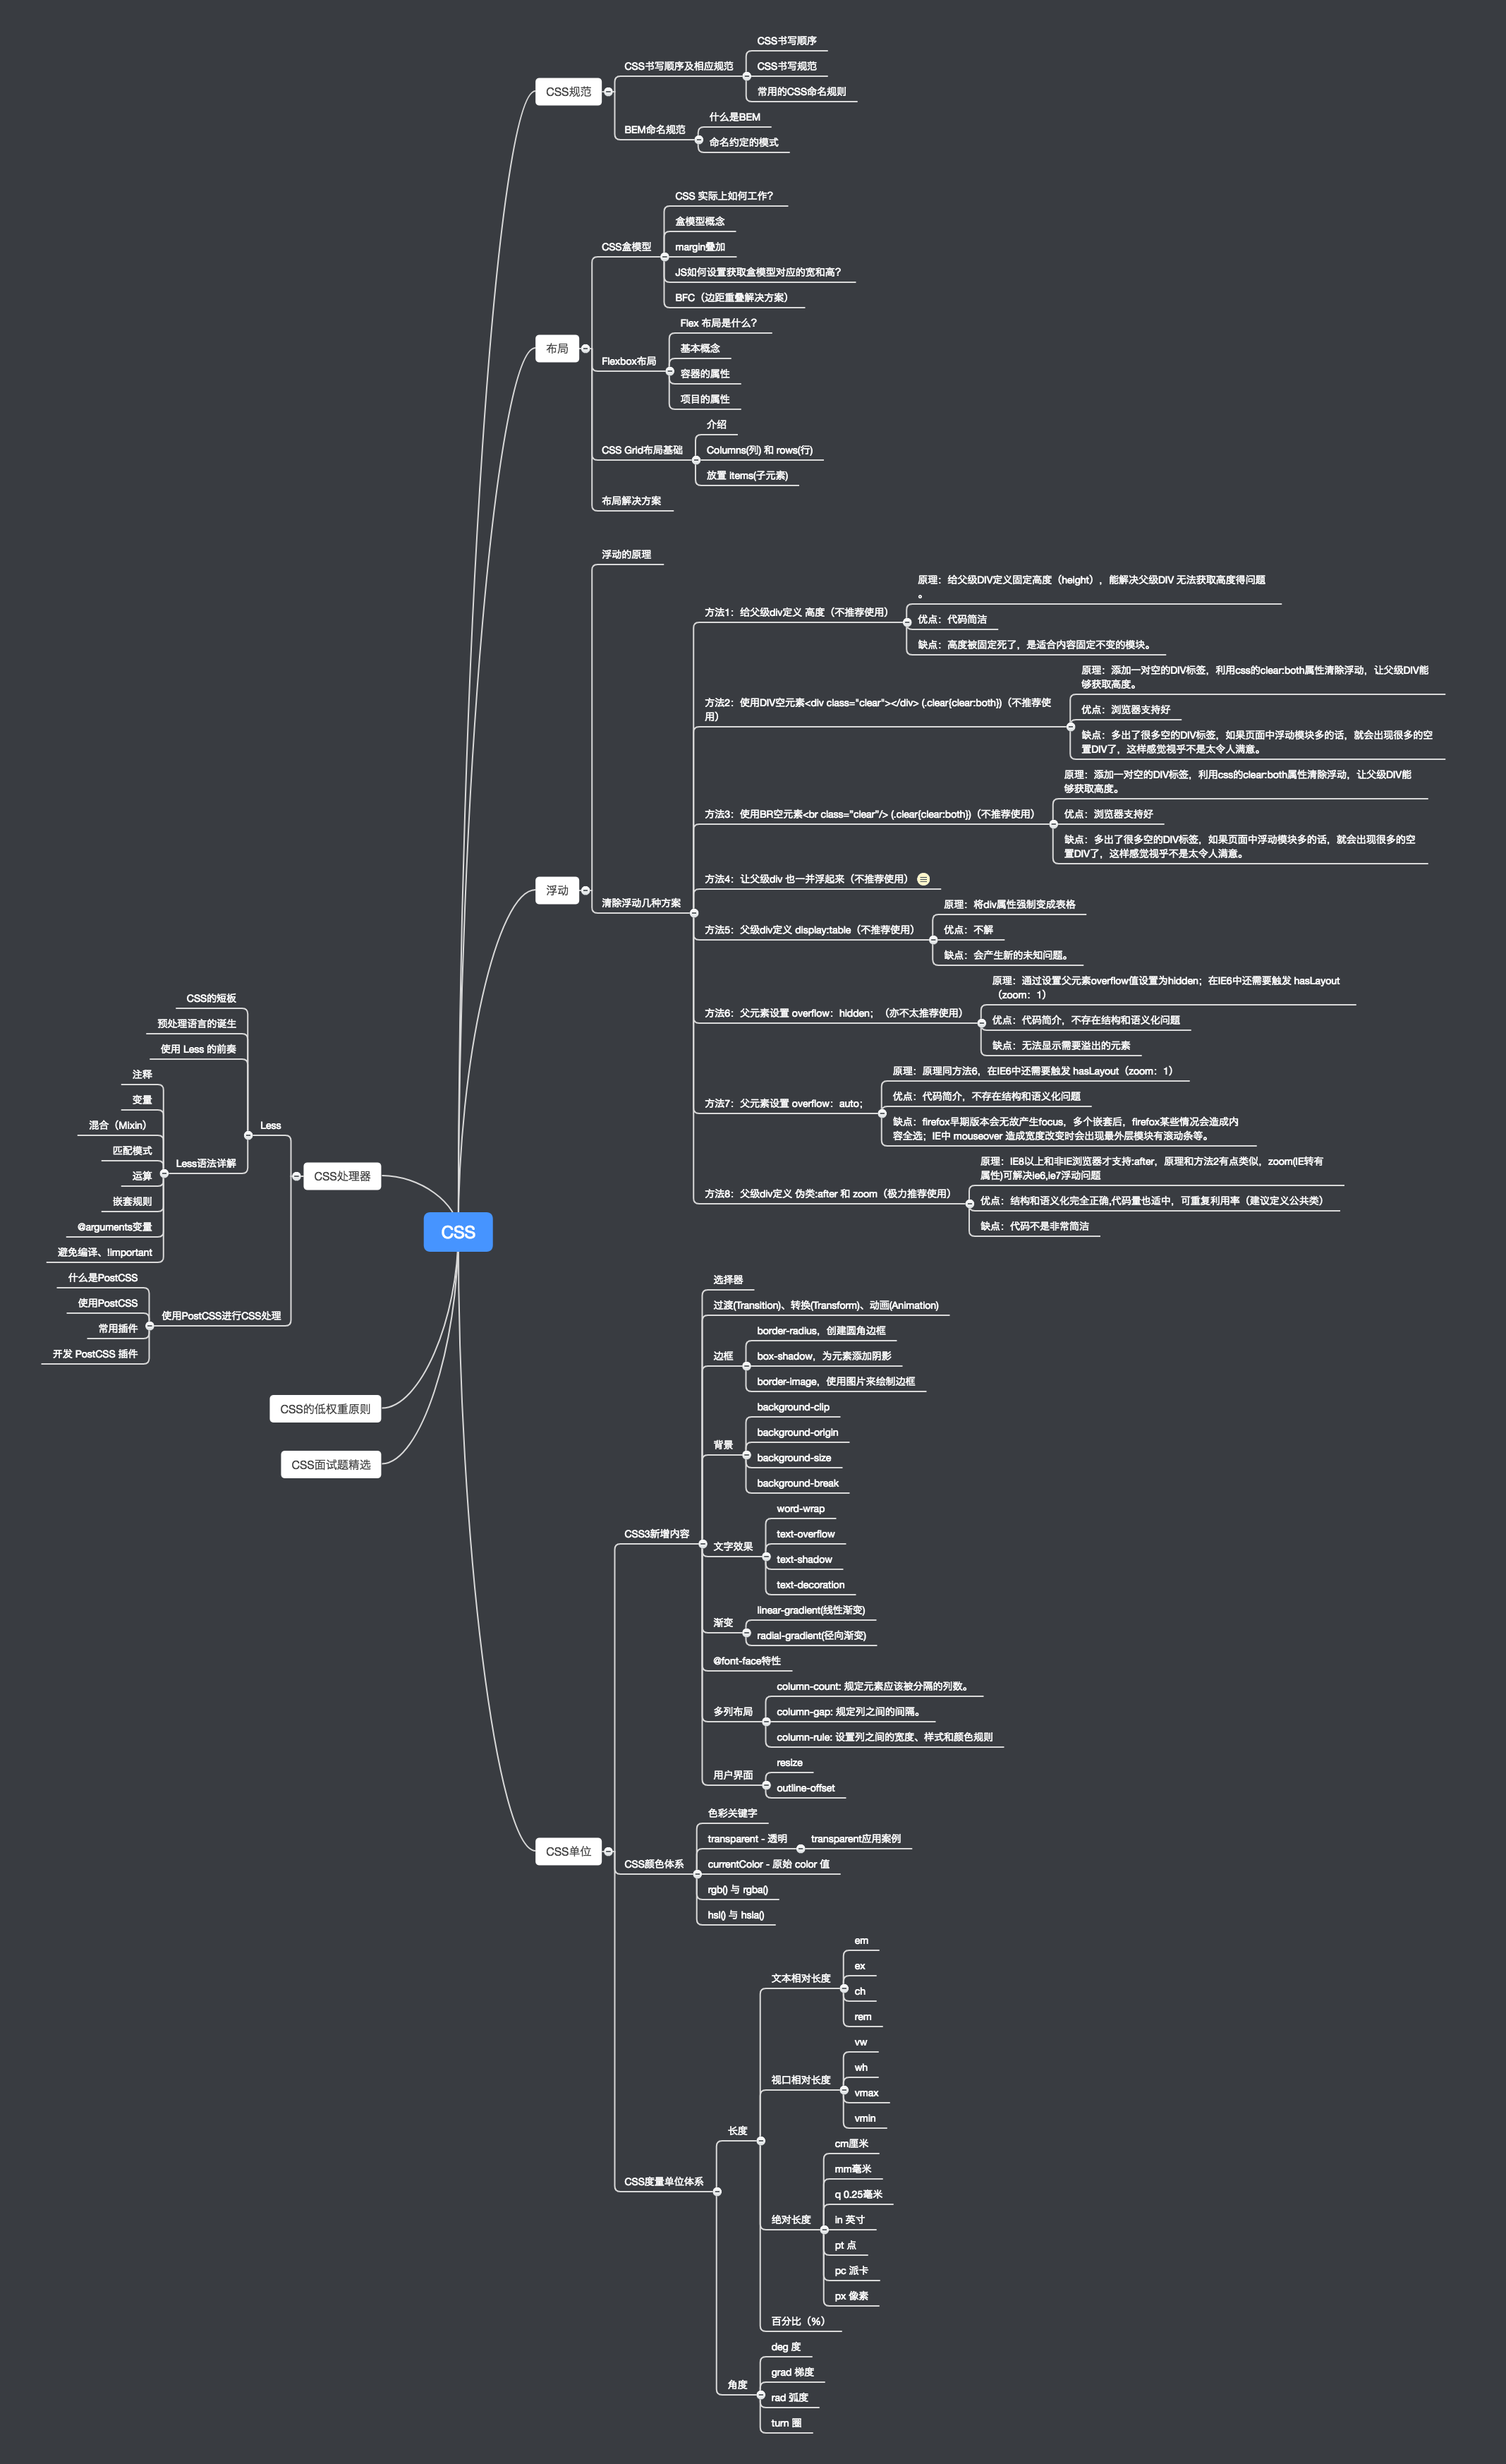 CSS书写顺序
CSS书写顺序及相应规范
CSS书写规范
CSS规范
常用的CSS命名规则
什么是BEM
BEM命名规范
命名约定的模式
CSS 实际上如何工作？
盒模型概念
CSS盒模型
margin叠加
JS如何设置获取盒模型对应的宽和高？
BFC（边距重叠解决方案）
Flex 布局是什么？
布局
基本概念
Flexbox布局
容器的属性
项目的属性
介绍
CSS Grid布局基础
Columns(列) 和 rows(行)
放置 items(子元素)
布局解决方案
浮动的原理
原理：给父级DIV定义固定高度（height），能解决父级DIV 无法获取高度得问题
。
方法1：给父级div定义 高度（不推荐使用）
优点：代码简洁
缺点：高度被固定死了，是适合内容固定不变的模块。
原理：添加一对空的DIV标签，利用css的clear:both属性清除浮动，让父级DIV能
够获取高度。
方法2：使用DIV空元素<div class="clear"></div> (.clear{clear:both})（不推荐使
用）
优点：浏览器支持好
缺点：多出了很多空的DIV标签，如果页面中浮动模块多的话，就会出现很多的空
置DIV了，这样感觉视乎不是太令人满意。
原理：添加一对空的DIV标签，利用css的clear:both属性清除浮动，让父级DIV能
够获取高度。
方法3：使用BR空元素<br class="clear"/> (.clear{clear:both})（不推荐使用）
优点：浏览器支持好
缺点：多出了很多空的DIV标签，如果页面中浮动模块多的话，就会出现很多的空
置DIV了，这样感觉视乎不是太令人满意。
方法4：让父级div 也一并浮起来（不推荐使用）
浮动
清除浮动几种方案
原理：将div属性强制变成表格
方法5：父级div定义 display:table（不推荐使用）
优点：不解
缺点：会产生新的未知问题。
原理：通过设置父元素overflow值设置为hidden；在IE6中还需要触发 hasLayout
（zoom：1）
方法6：父元素设置 overflow：hidden；（亦不太推荐使用）
优点：代码简介，不存在结构和语义化问题
缺点：无法显示需要溢出的元素
原理：原理同方法6，在IE6中还需要触发 hasLayout（zoom：1）
方法7：父元素设置 overflow：auto；
优点：代码简介，不存在结构和语义化问题
缺点：firefox早期版本会无故产生focus，多个嵌套后，firefox某些情况会造成内
容全选；IE中 mouseover 造成宽度改变时会出现最外层模块有滚动条等。
原理：IE8以上和非IE浏览器才支持:after，原理和方法2有点类似，zoom(IE转有
属性)可解决ie6,ie7浮动问题
方法8：父级div定义 伪类:after 和 zoom（极力推荐使用）
优点：结构和语义化完全正确,代码量也适中，可重复利用率（建议定义公共类）
缺点：代码不是非常简洁
CSS的短板
预处理语言的诞生
使用 Less 的前奏
注释
变量
混合（Mixin）
Less
匹配模式
Less语法详解
运算
CSS处理器
嵌套规则
@arguments变量
避免编译、!important
什么是PostCSS
使用PostCSS
使用PostCSS进行CSS处理
常用插件
开发 PostCSS 插件
CSS
CSS的低权重原则
CSS面试题精选
选择器
过渡(Transition)、转换(Transform)、动画(Animation)
border-radius，创建圆角边框
边框
box-shadow，为元素添加阴影
border-image，使用图片来绘制边框
background-clip
background-origin
背景
background-size
background-break
word-wrap
CSS3新增内容
text-overflow
文字效果
text-shadow
text-decoration
linear-gradient(线性渐变)
渐变
radial-gradient(径向渐变)
@font-face特性
column-count: 规定元素应该被分隔的列数。
多列布局
column-gap: 规定列之间的间隔。
column-rule: 设置列之间的宽度、样式和颜色规则
resize
用户界面
outline-offset
色彩关键字
transparent - 透明
transparent应用案例
CSS单位
CSS颜色体系
currentColor - 原始 color 值
rgb() 与 rgba()
hsl() 与 hsla()
em
ex
文本相对长度
ch
rem
vw
wh
视口相对长度
vmax
vmin
长度
cm厘米
mm毫米
CSS度量单位体系
q 0.25毫米
绝对长度
in 英寸
pt 点
pc 派卡
px 像素
百分比（%）
deg 度
grad 梯度
角度
rad 弧度
turn 圈